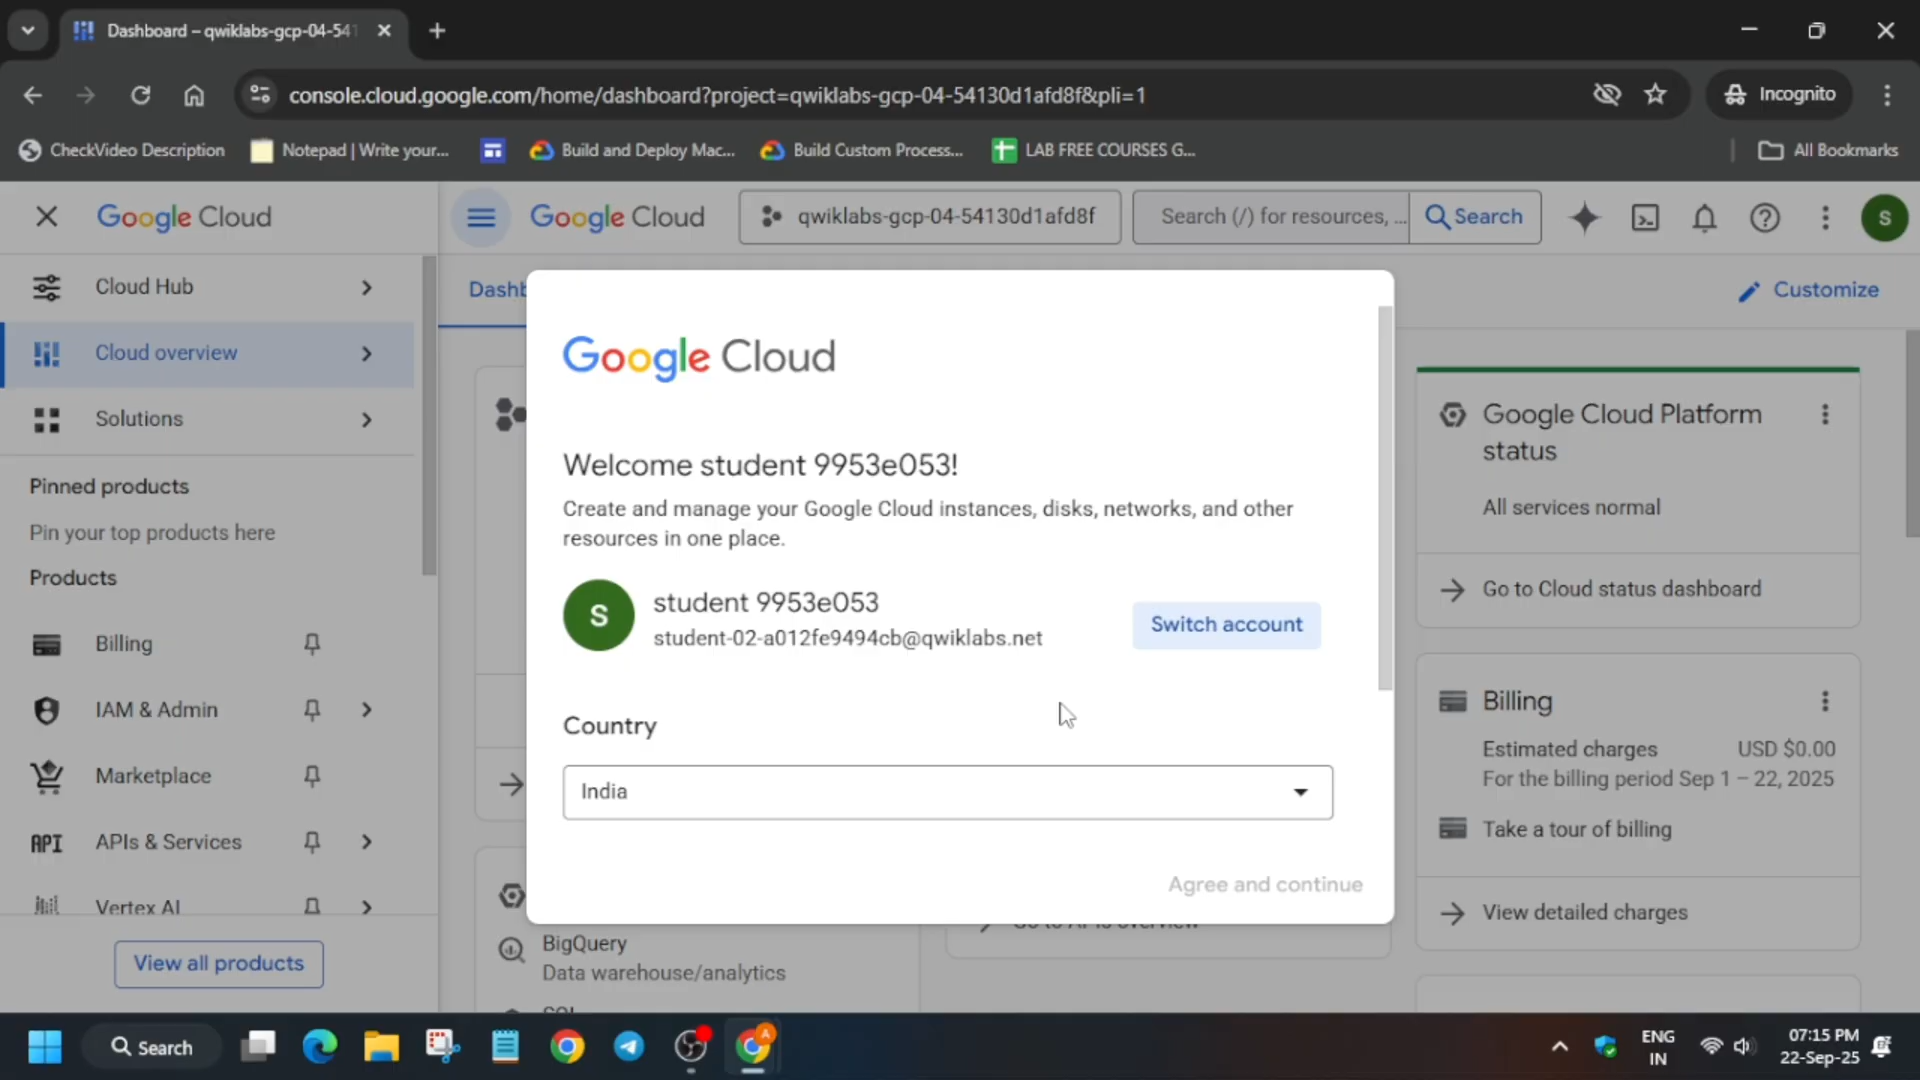 Dashboard – qwiklabs-gcp-04-541
console.cloud.google.com/home/dashboard?project=qwiklabs-gcp-04-54130d1afd8f&pli=1
Incognito
CheckVideo Description
Notepad | Write your...
Build and Deploy Mac...
Build Custom Process...
LAB FREE COURSES G...
All Bookmarks
Google Cloud
Google Cloud
qwiklabs-gcp-04-54130d1afd8f
Search (/) for resources, ...
Search
S
Cloud Hub
Cloud overview
Solutions
Pinned products
Pin your top products here
Products
Billing
IAM & Admin
Marketplace
API
APIs & Services
Vertex AI
View all products
Dashb
Customize
Google Cloud
Welcome student 9953e053!
Create and manage your Google Cloud instances, disks, networks, and other
resources in one place.
S
student 9953e053
student-02-a012fe9494cb@qwiklabs.net
Switch account
Country
India
Agree and continue
BigQuery
Data warehouse/analytics
Google Cloud Platform
status
All services normal
Go to Cloud status dashboard
Billing
Estimated charges
USD $0.00
For the billing period Sep 1 – 22, 2025
Take a tour of billing
View detailed charges
Search
A
ENG
IN
07:15 PM
22-Sep-25